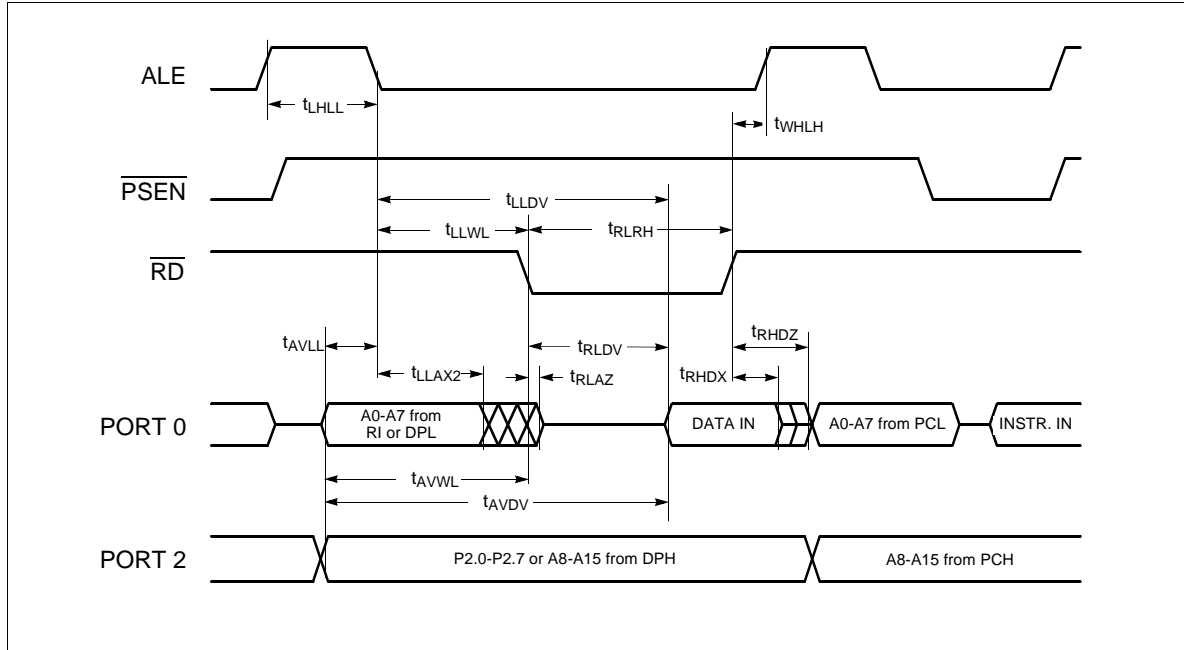 ALE
tLHLL
tWHLH
PSEN
tLLDV
tLLWL
tRLRH
RD
tAVLL
tRLDV
tRHDZ
tLLAX2
tRLAZ
tRHDX
PORT 0
A0-A7 from
RI or DPL
DATA IN
A0-A7 from PCL
INSTR. IN
tAVWL
tAVDV
PORT 2
P2.0-P2.7 or A8-A15 from DPH
A8-A15 from PCH